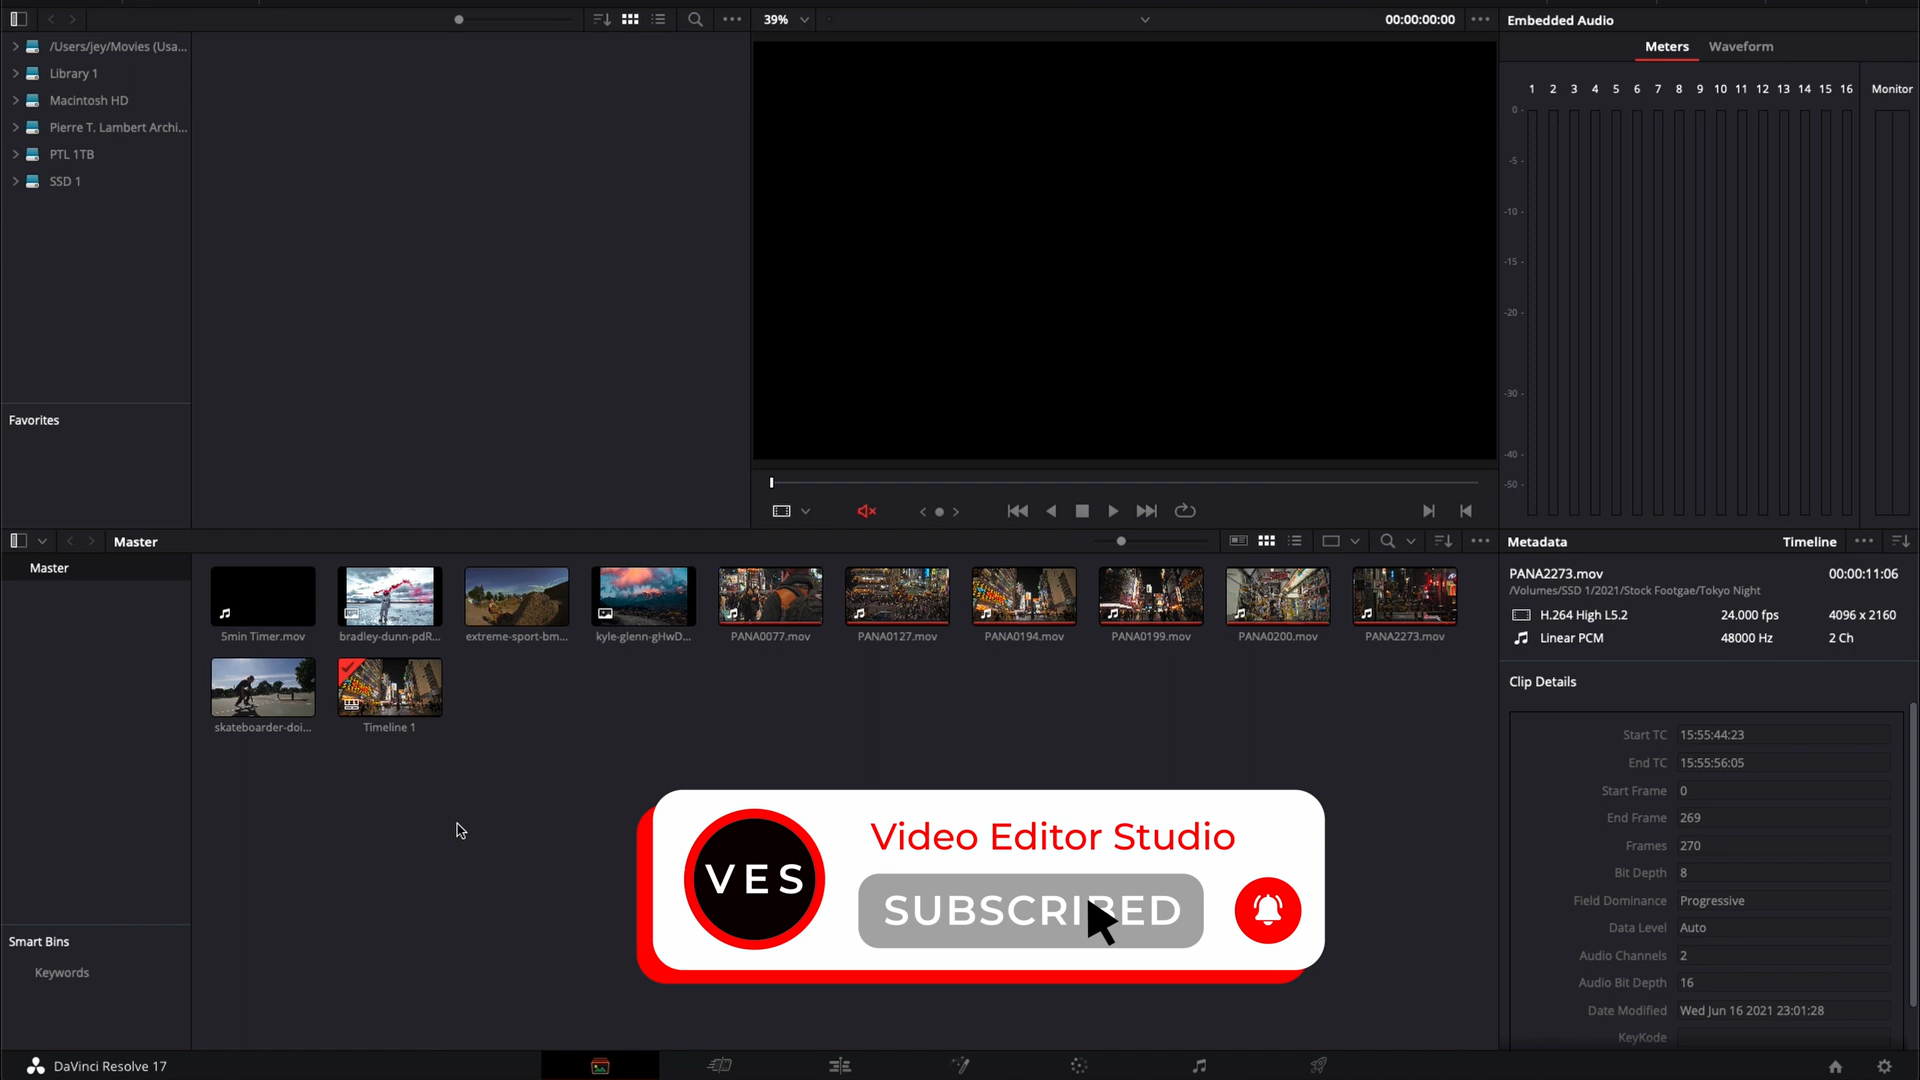 39%
00:00:00:00
Embedded Audio
/Users/jey/Movies (Usa...
Library 1
Macintosh HD
Pierre T. Lambert Archi...
PTL 1TB
SSD 1
Meters Waveform
1 2 3 4 5 6 7 8 9 10 11 12 13 14 15 16 Monitor
0
-5
-10
-15
-20
-30
-40
-50
Favorites
Master
Metadata
Timeline
Master
5min Timer.mov
bradley-dunn-pdR...
extreme-sport-bm...
kyle-glenn-gHwD...
PANA0077.mov
PANA0127.mov
PANA0194.mov
PANA0199.mov
PANA0200.mov
PANA2273.mov
skateboarder-doi...
Timeline 1
PANA2273.mov 00:00:11:06
/Volumes/SSD 1/2021/Stock Footgae/Tokyo Night
H.264 High L5.2 24.000 fps 4096 x 2160
Linear PCM 48000 Hz 2 Ch
Clip Details
Start TC 15:55:44:23
End TC 15:55:56:05
Start Frame 0
End Frame 269
Frames 270
Bit Depth 8
Field Dominance Progressive
Data Level Auto
Audio Channels 2
Audio Bit Depth 16
Date Modified Wed Jun 16 2021 23:01:28
KeyKode
VES
Video Editor Studio
SUBSCRIBED
Smart Bins
Keywords
DaVinci Resolve 17